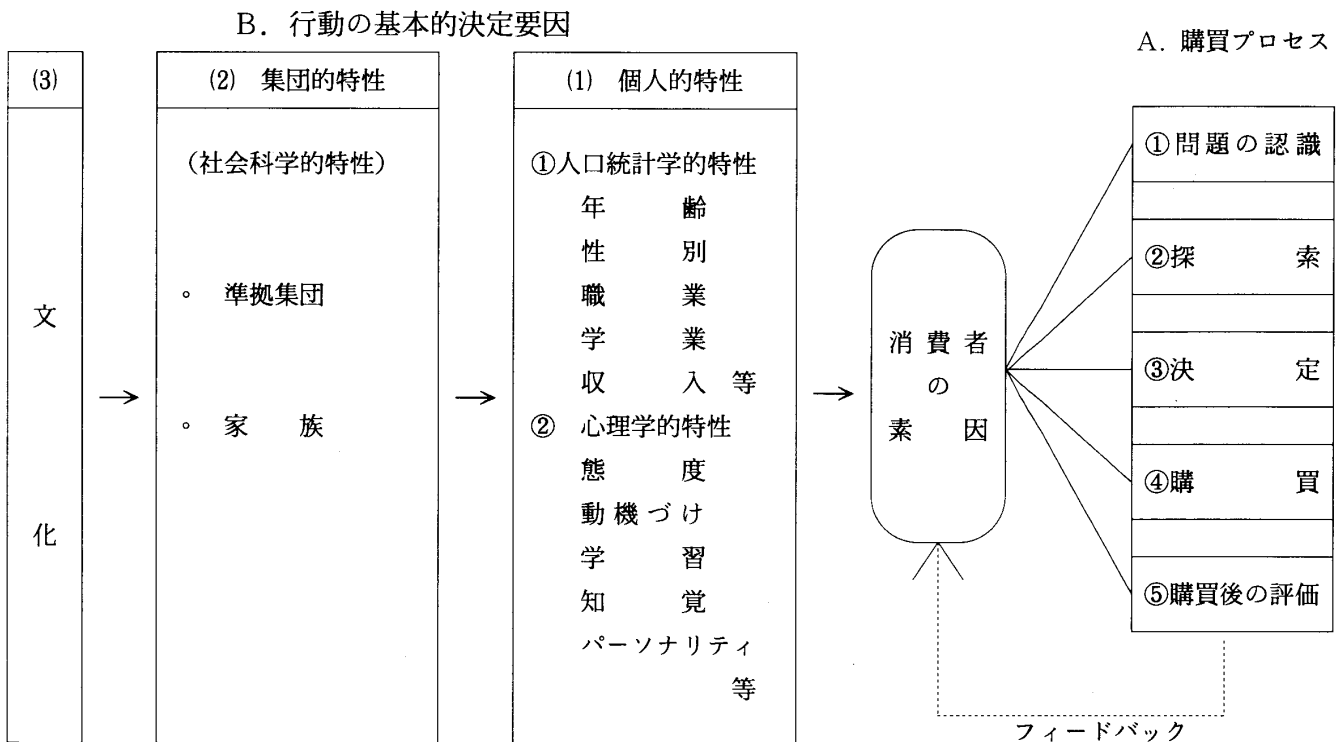 B. 行動の基本的決定要因
A. 購買プロセス
(3)
文
化
(2) 集団的特性
(社会科学的特性)
。 準拠集団
。 家 族
(1) 個人的特性
①人口統計学的特性
年 齢
性 別
職 業
学 業
収 入 等
② 心理学的特性
態 度
動機づけ
学 習
知 覚
パーソナリティ
等
消費者
の
素 因
①問題の認識
②探 索
③決 定
④購 買
⑤購買後の評価
フィードバック